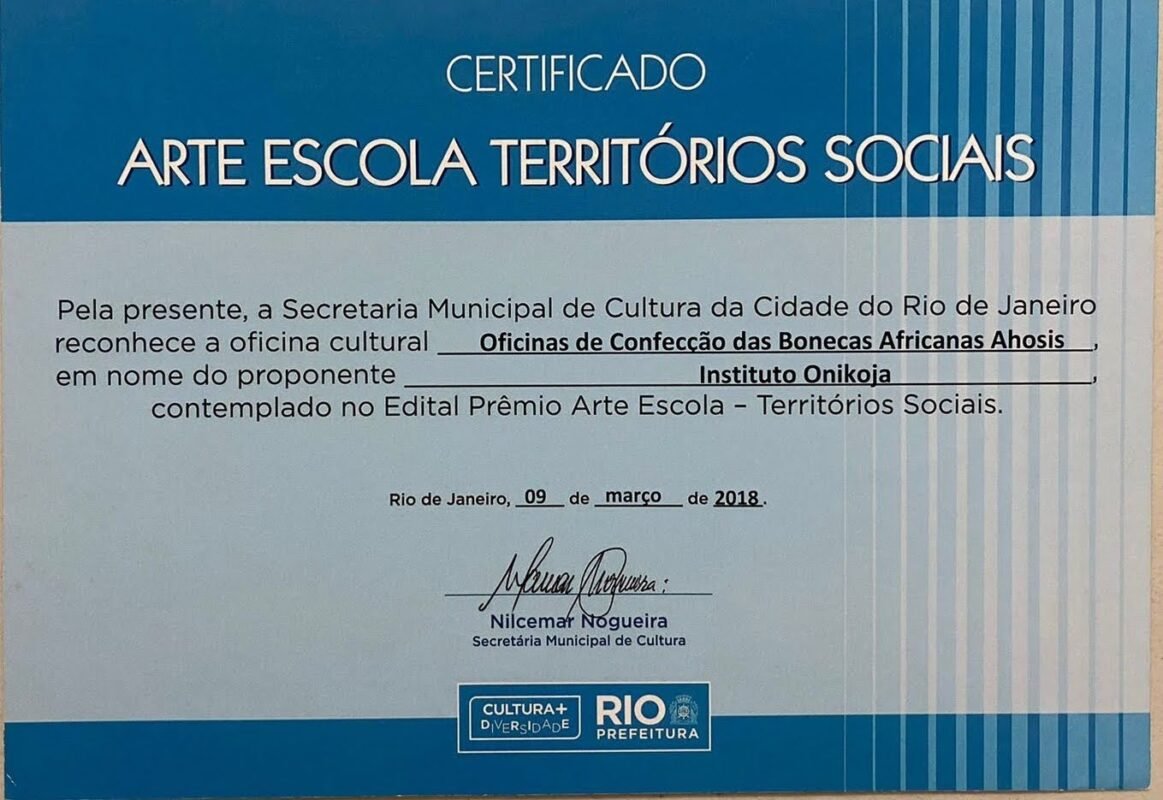 CERTIFICADO
ARTE ESCOLA TERRITÓRIOS SOCIAIS
Pela presente, a Secretaria Municipal de Cultura da Cidade do Rio de Janeiro
reconhece a oficina cultural Oficinas de Confecção das Bonecas Africanas Ahosis,
em nome do proponente Instituto Onikoja,
contemplado no Edital Prêmio Arte Escola – Territórios Sociais.
Rio de Janeiro, 09 de março de 2018.
Nilcemar Nogueira
Nilcemar Nogueira
Secretária Municipal de Cultura
CULTURA+
DIVERSIDADE
RIO
PREFEITURA